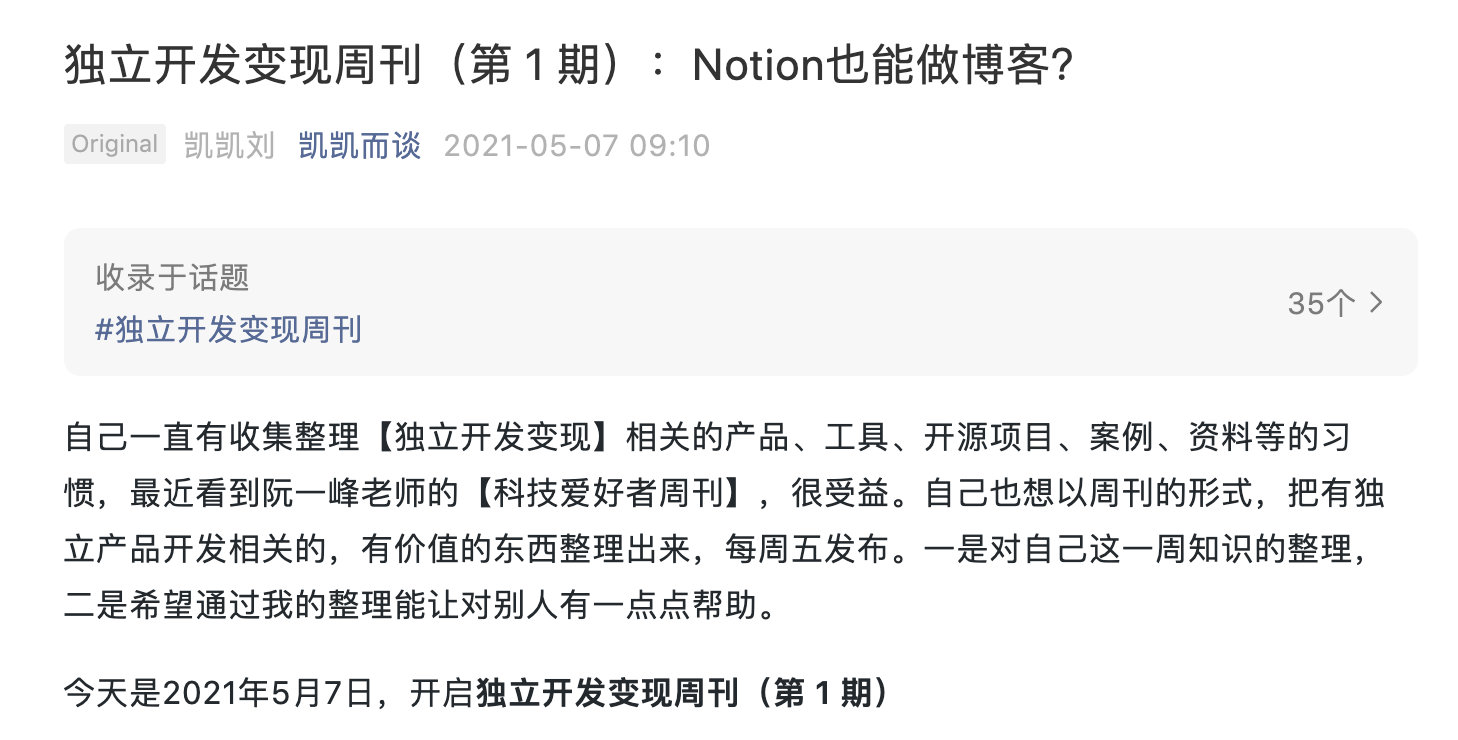 独立开发变现周刊（第 1 期）：Notion也能做博客?
Original 凯凯刘 凯凯而谈 2021-05-07 09:10
收录于话题
#独立开发变现周刊
35个 >
自己一直有收集整理【独立开发变现】相关的产品、工具、开源项目、案例、资料等的习
惯，最近看到阮一峰老师的【科技爱好者周刊】，很受益。自己也想以周刊的形式，把有独
立产品开发相关的，有价值的东西整理出来，每周五发布。一是对自己这一周知识的整理，
二是希望通过我的整理能让对别人有一点点帮助。
今天是2021年5月7日，开启独立开发变现周刊（第 1 期）